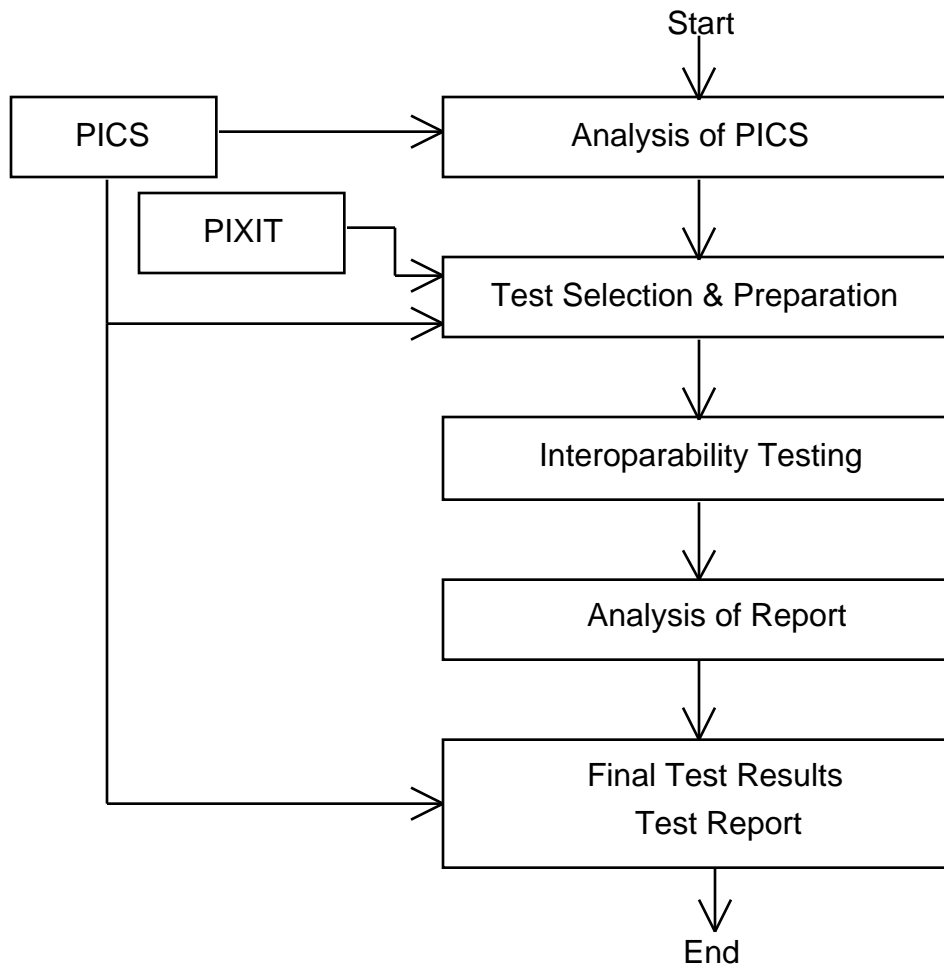 Start
PICS
Analysis of PICS
PIXIT
Test Selection & Preparation
Interoparability Testing
Analysis of Report
Final Test Results
Test Report
End